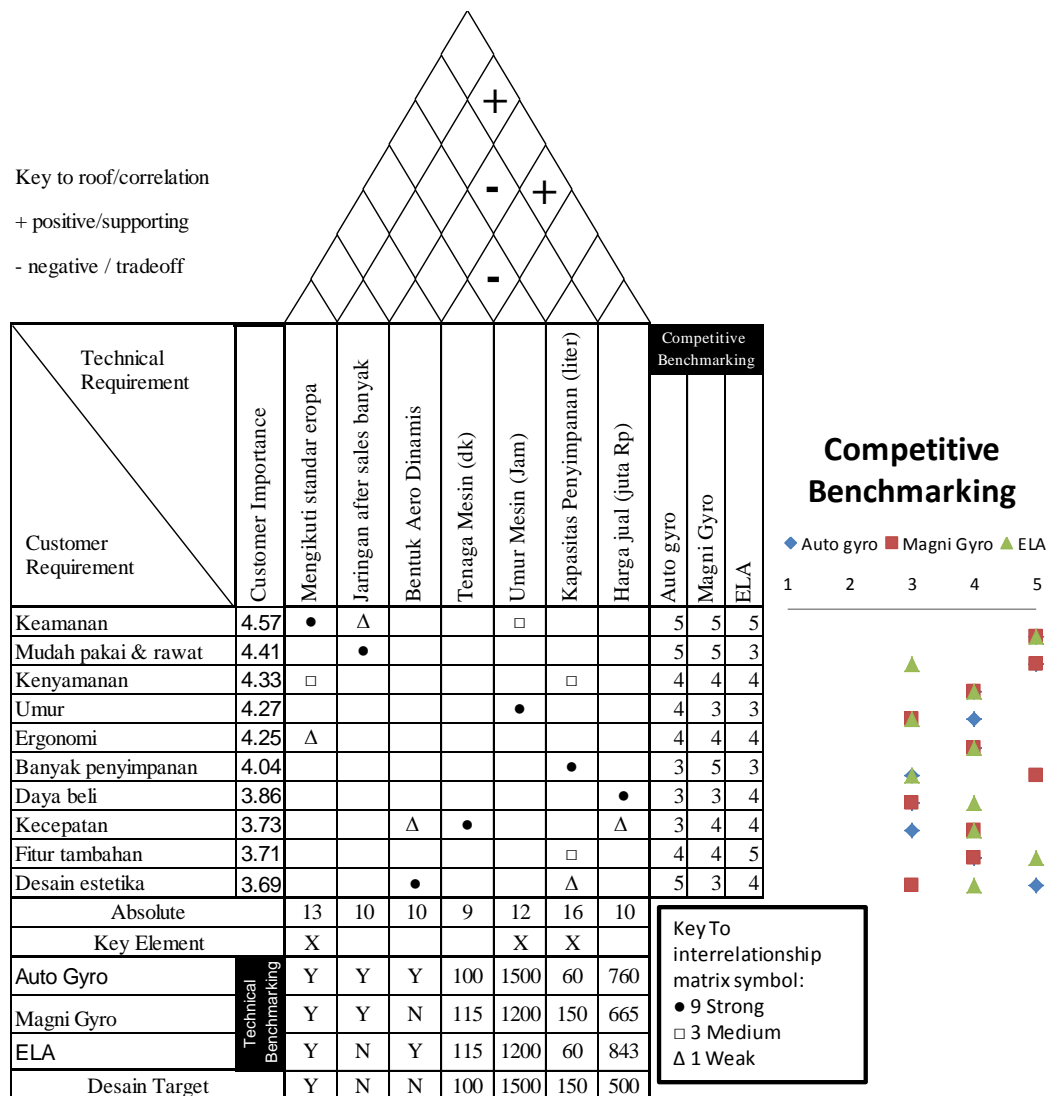 +
Key to roof/correlation
- +
+ positive/supporting
- negative / tradeoff
-
Technical
Requirement
Customer
Requirement
Customer Importance
Mengikuti standar eropa
Jaringan after sales banyak
Bentuk Aero Dinamis
Tenaga Mesin (dk)
Umur Mesin (Jam)
Kapasitas Penyimpanan (liter)
Harga jual (juta Rp)
Competitive
Benchmarking
Auto gyro
Magni Gyro
ELA
Keamanan 4.57 ● Δ □ 5 5 5
Mudah pakai & rawat 4.41 ● 5 5 3
Kenyamanan 4.33 □ □ 4 4 4
Umur 4.27 ● 4 3 3
Ergonomi 4.25 Δ 4 4 4
Banyak penyimpanan 4.04 ● 3 5 3
Daya beli 3.86 ● 3 3 4
Kecepatan 3.73 Δ ● Δ 3 4 4
Fitur tambahan 3.71 □ 4 4 5
Desain estetika 3.69 ● Δ 5 3 4
Absolute 13 10 10 9 12 16 10
Key Element X X X
Technical
Benchmarking
Auto Gyro Y Y Y 100 1500 60 760
Magni Gyro Y Y N 115 1200 150 665
ELA Y N Y 115 1200 60 843
Desain Target Y N N 100 1500 150 500
Key To
interrelationship
matrix symbol:
● 9 Strong
□ 3 Medium
Δ 1 Weak
Competitive
Benchmarking
Auto gyro Magni Gyro ELA
1 2 3 4 5